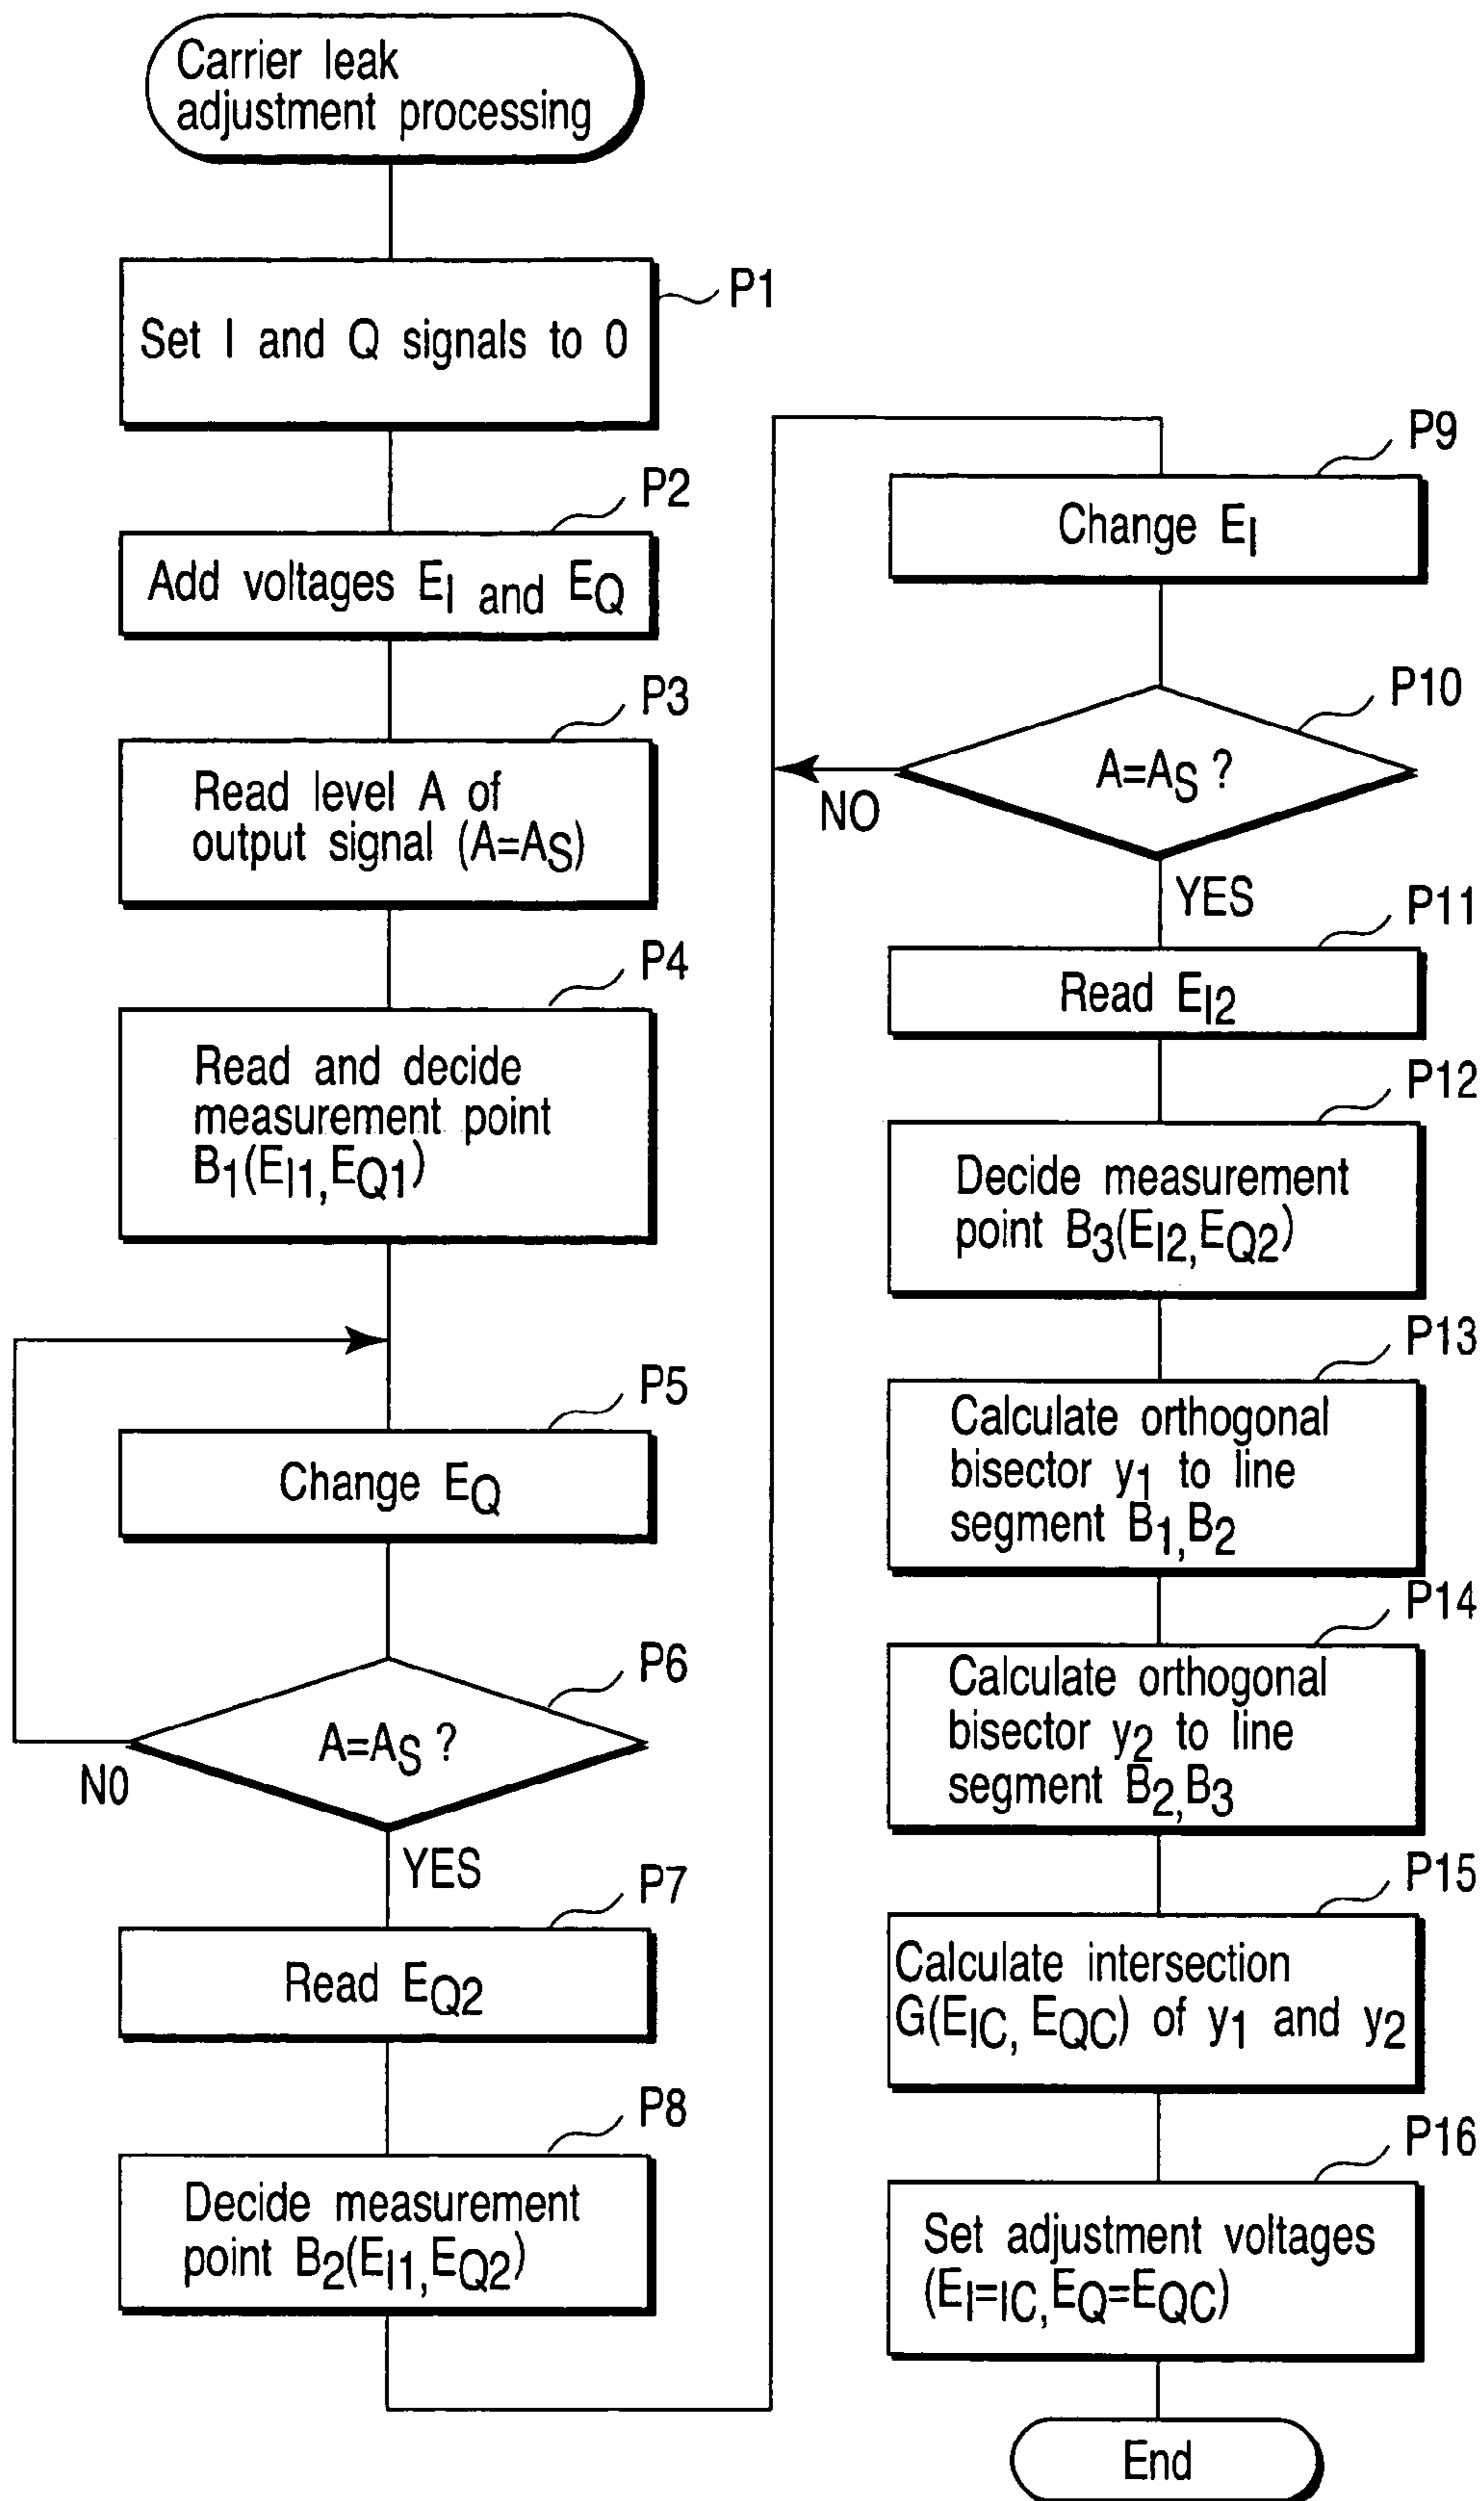 Carrier leak
adjustment processing
P1
Set I and Q signals to 0
P2
Add voltages EI and EQ
P3
Read level A of
output signal (A=AS)
P4
Read and decide
measurement point
B1(EI1,EQ1)
P5
Change EQ
P6
A=AS ?
N0
YES
P7
Read EQ2
P8
Decide measurement
point B2(EI1,EQ2)
P9
Change EI
P10
A=AS ?
NO
YES
P11
Read EI2
P12
Decide measurement
point B3(EI2,EQ2)
P13
Calculate orthogonal
bisector y1 to line
segment B1,B2
P14
Calculate orthogonal
bisector y2 to line
segment B2,B3
P15
Calculate intersection
G(EIC, EQC) of y1 and y2
P16
Set adjustment voltages
(EI=IC,EQ=EQC)
End